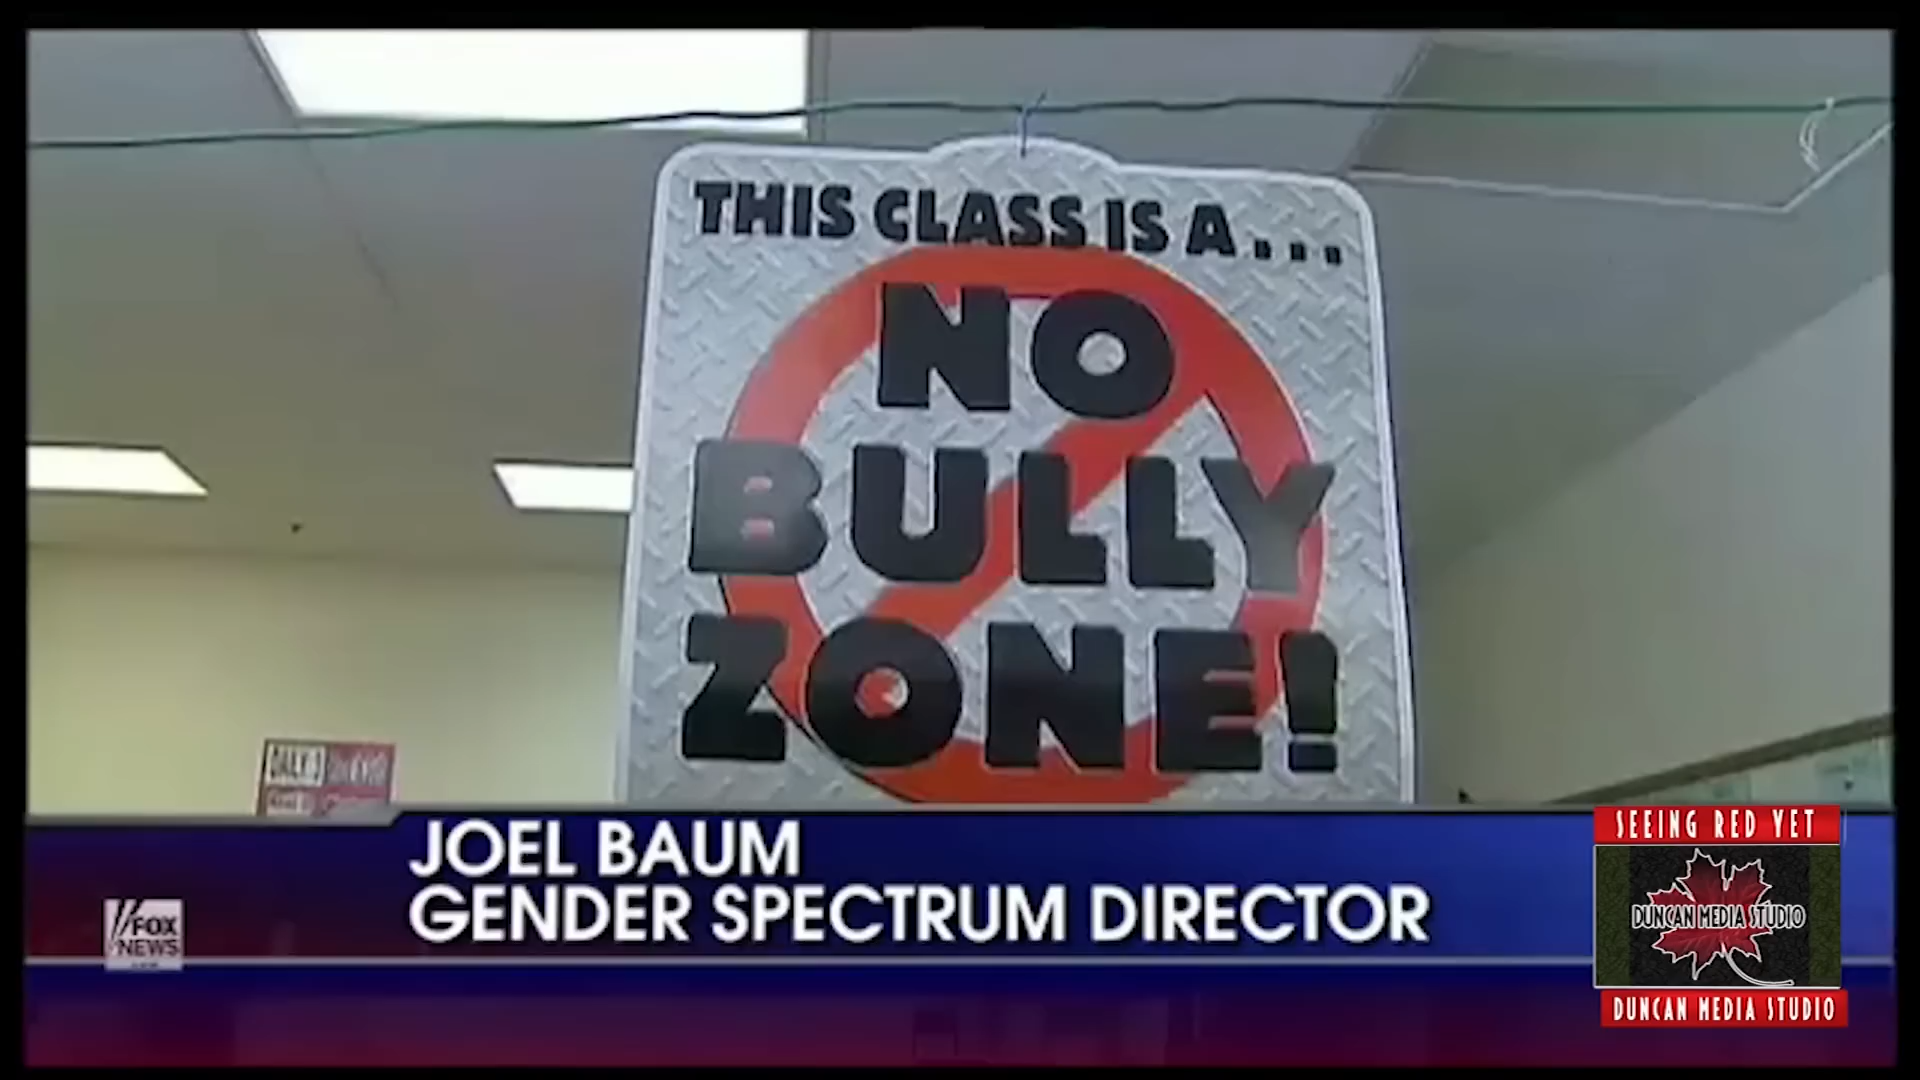 THIS CLASS IS A...
NO
BULLY
ZONE!
JOEL BAUM
GENDER SPECTRUM DIRECTOR
FOX
NEWS
SEEING RED YET
DUNCAN MEDIA STUDIO
DUNCAN MEDIA STUDIO